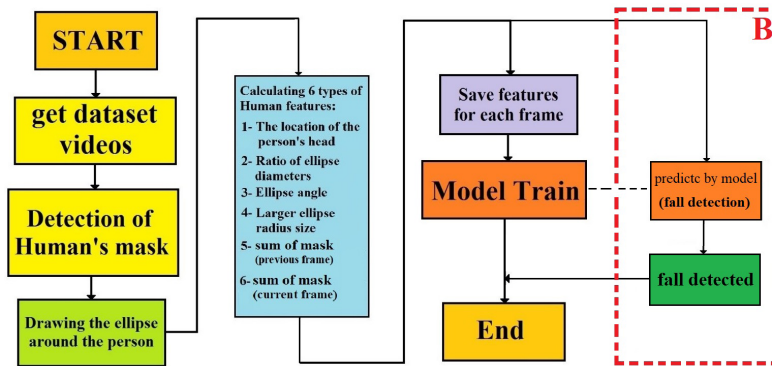 START
get dataset
videos
Detection of
Human's mask
Drawing the ellipse
around the person
Calculating 6 types of
Human features:
1- The location of the
person's head
2- Ratio of ellipse
diameters
3- Ellipse angle
4- Larger ellipse
radius size
5- sum of mask
(previous frame)
6- sum of mask
(current frame)
Save features
for each frame
Model Train
End
B
predictc by model
(fall detection)
fall detected